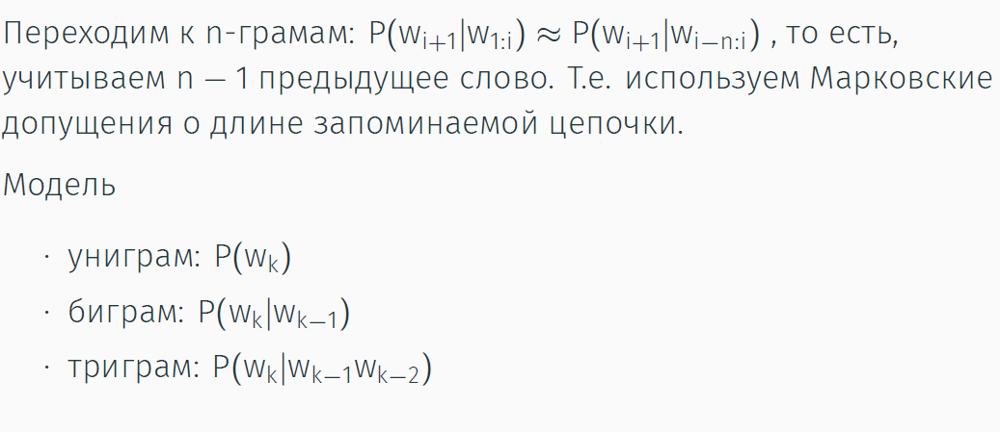 Переходим к n-грамам: P(w_{i+1}|w_{1:i}) ≈ P(w_{i+1}|w_{i−n:i}) , то есть,
учитываем n − 1 предыдущее слово. Т.е. используем Марковские
допущения о длине запоминаемой цепочки.
Модель
· униграм: P(w_k)
· биграм: P(w_k|w_{k−1})
· триграм: P(w_k|w_{k−1}w_{k−2})